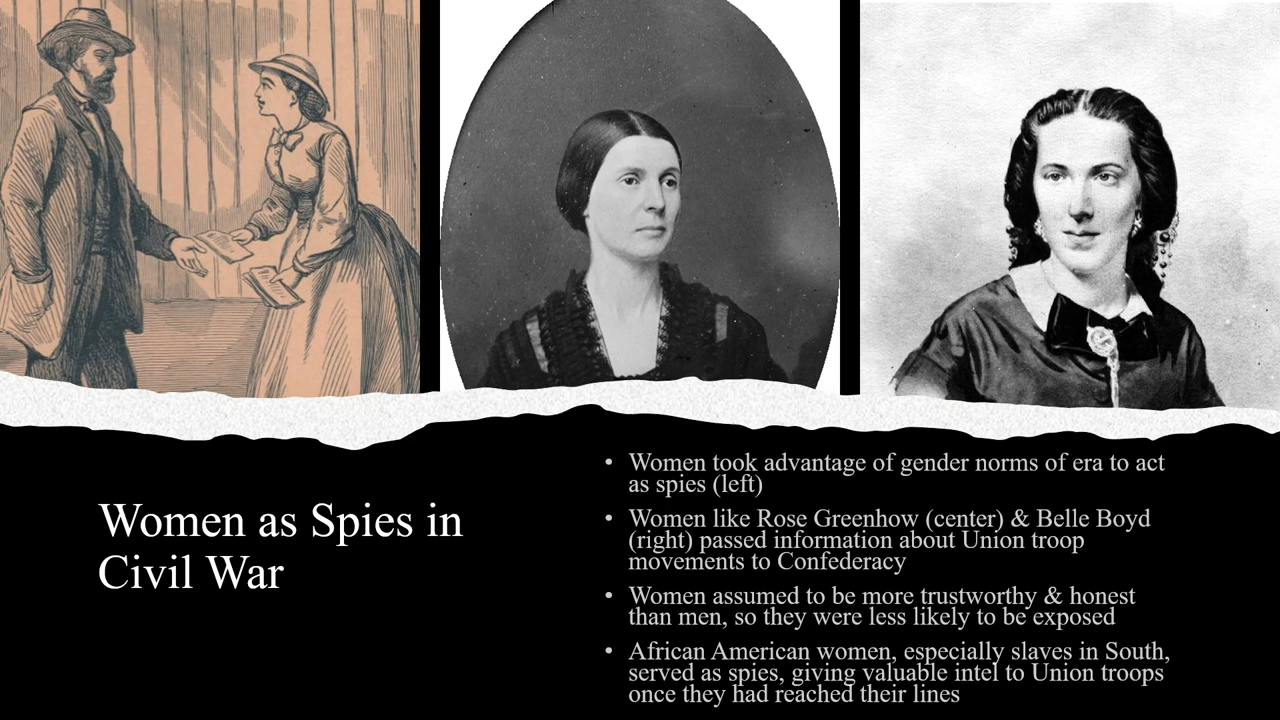 Women as Spies in
Civil War
• Women took advantage of gender norms of era to act
as spies (left)
• Women like Rose Greenhow (center) & Belle Boyd
(right) passed information about Union troop
movements to Confederacy
• Women assumed to be more trustworthy & honest
than men, so they were less likely to be exposed
• African American women, especially slaves in South,
served as spies, giving valuable intel to Union troops
once they had reached their lines